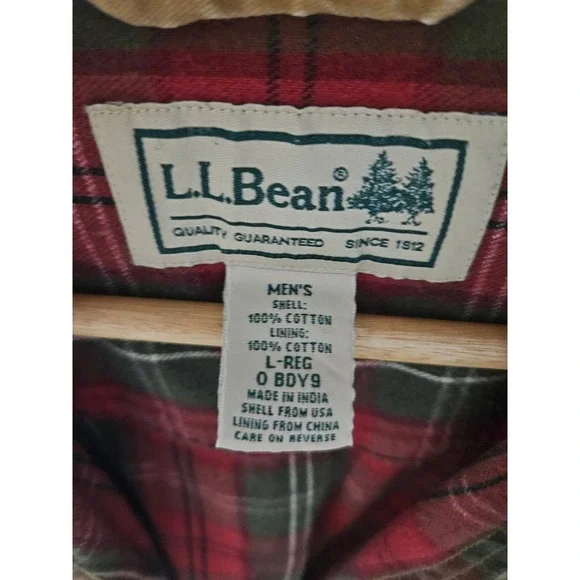 L.L.Bean®
QUALITY GUARANTEED SINCE 1912
MEN'S
SHELL:
100% COTTON
LINING:
100% COTTON
L-REG
0 BDY9
MADE IN INDIA
SHELL FROM USA
LINING FROM CHINA
CARE ON REVERSE